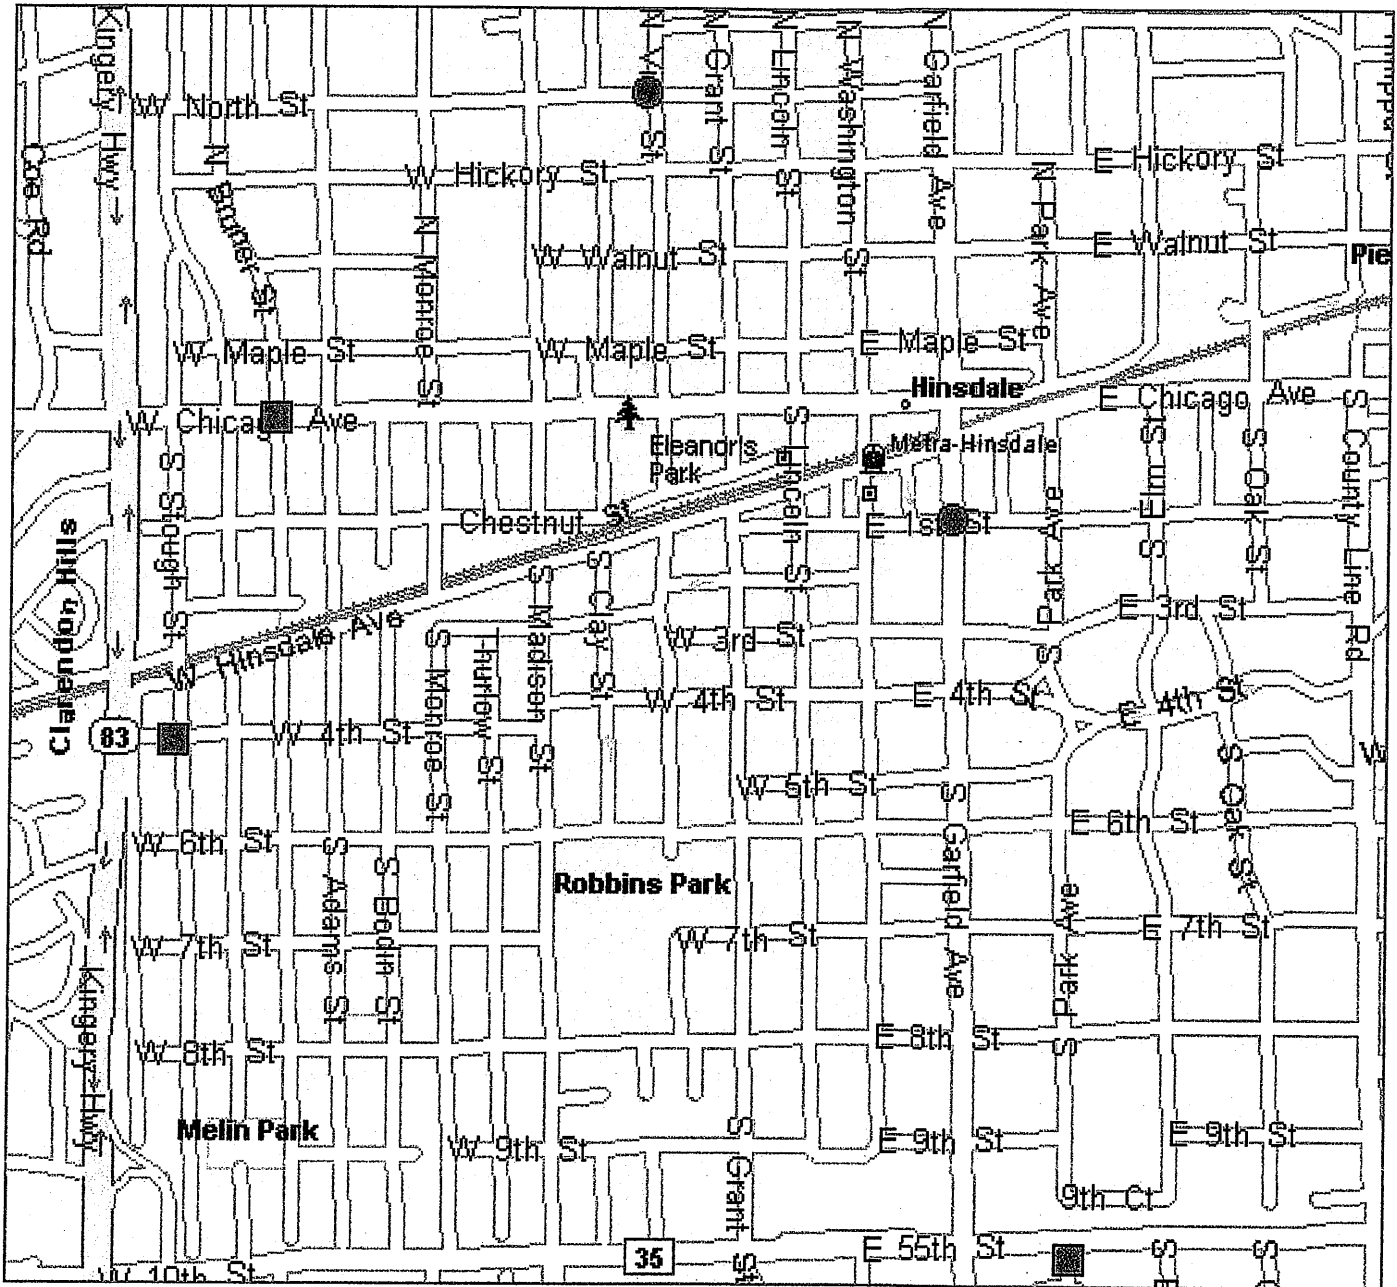 Kingery Hwy
W North St
N Bruner St
Coe Rd
St
N Grant St
N Lincoln St
N Washington St
N Garfield Ave
W Hickory St
E Hickory St
N Monroe St
N Park Ave
W Walnut St
E Walnut St
Pie
W Maple St
W Maple St
E Maple St
Hinsdale
W Chicag Ave
E Chicago Ave
Eleanor's
Park
Metra-Hinsdale
S Lincoln St
S Elm St
S Oak St
S County Line Rd
S Park Ave
S Stough St
Chestnut St
E 1st St
Clarendon Hills
S Clay St
S Madison St
E 3rd St
W Hinsdale Ave
W 3rd St
S Monroe St
Thurlow St
W 4th St
E 4th St
E 4th St
83
W 4th St
S Oak St
W
W 5th St
S Garfield Ave
E 6th St
W 6th St
S Adams St
S Bodin St
Robbins Park
S Park Ave
W 7th St
W 7th St
E 7th St
Kingery Hwy
W 8th St
E 8th St
Melin Park
W 9th St
E 9th St
E 9th St
S Grant St
9th Ct
35
E 55th St
W 10th St
S
S